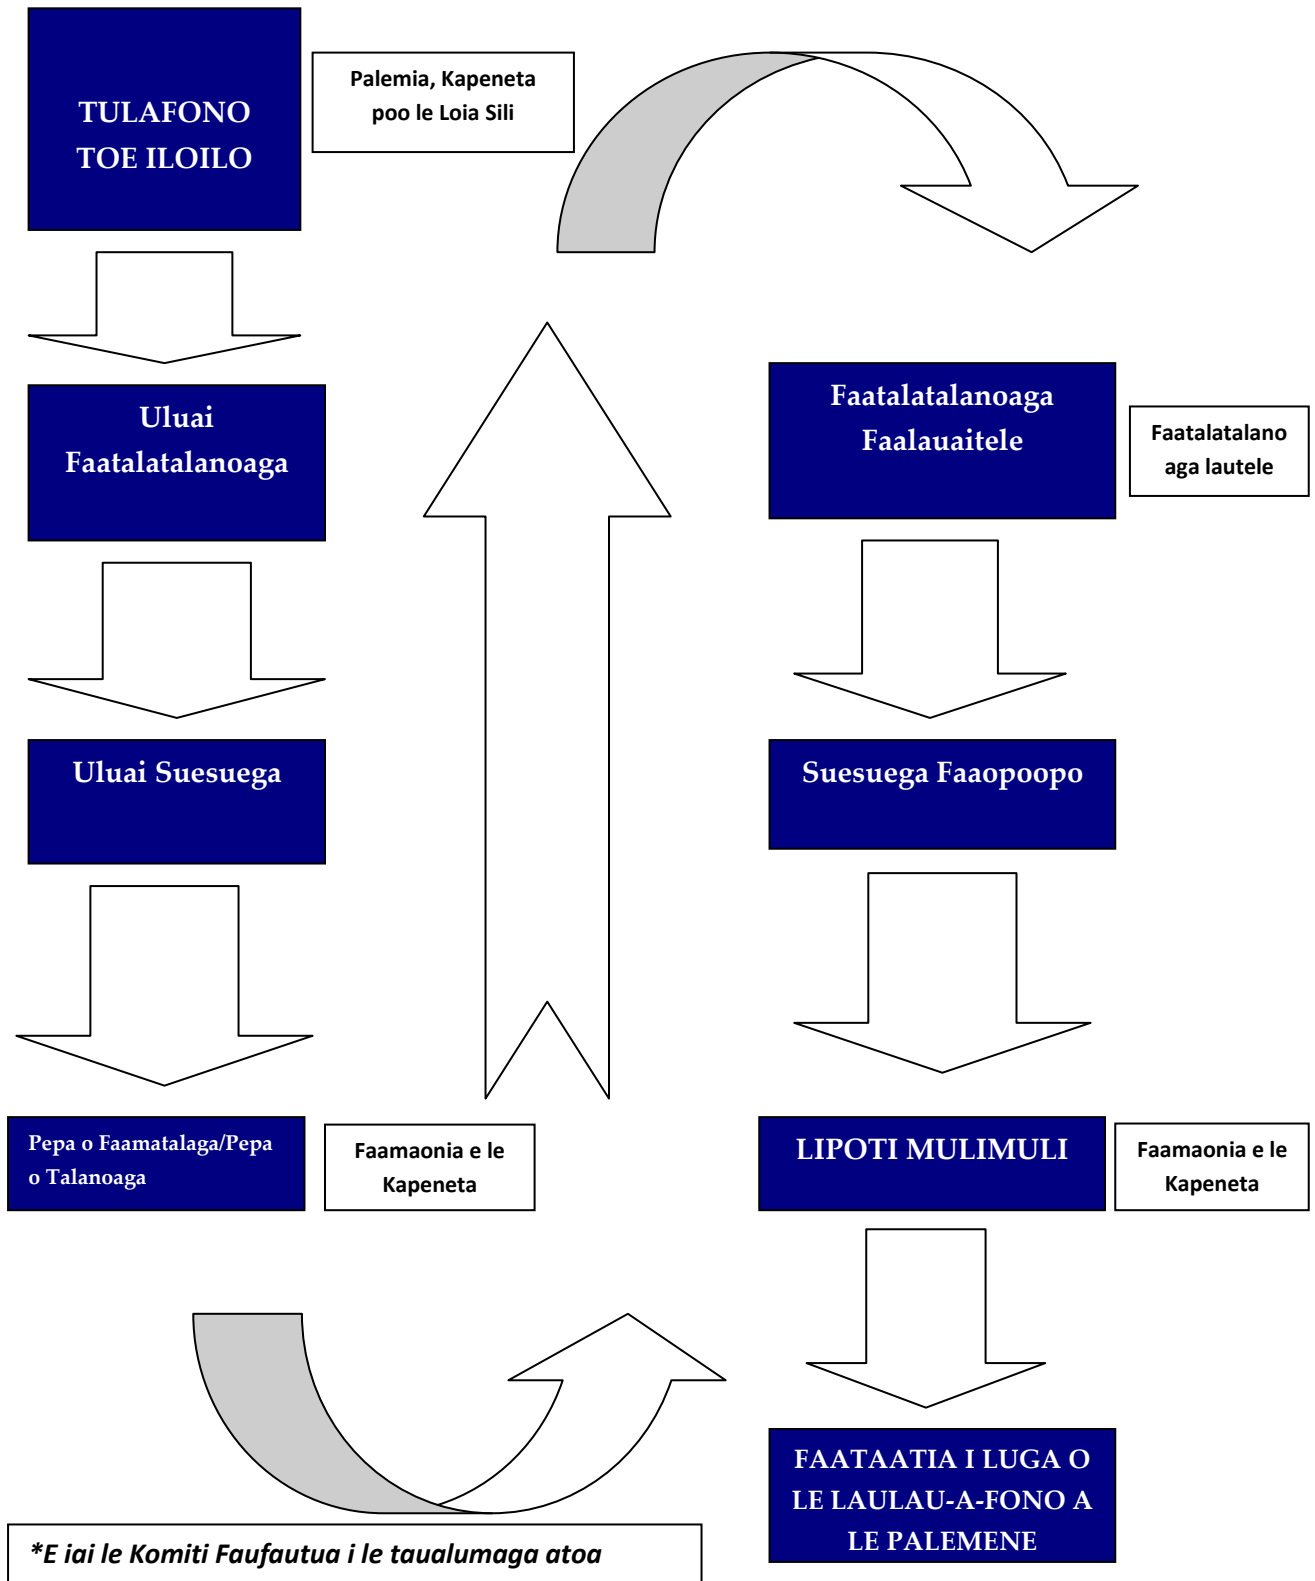 TULAFONO
TOE ILOILO
Palemia, Kapeneta
poo le Loia Sili
Uluai
Faatalatalanoaga
Uluai Suesuega
Pepa o Faamatalaga/Pepa
o Talanoaga
Faamaonia e le
Kapeneta
Faatalatalanoaga
Faalauaitele
Faatalatalano
aga lautele
Suesuega Faaopoopo
LIPOTI MULIMULI
Faamaonia e le
Kapeneta
FAATAATIA I LUGA O
LE LAULAU-A-FONO A
LE PALEMENE
*E iai le Komiti Faufautua i le taualumaga atoa